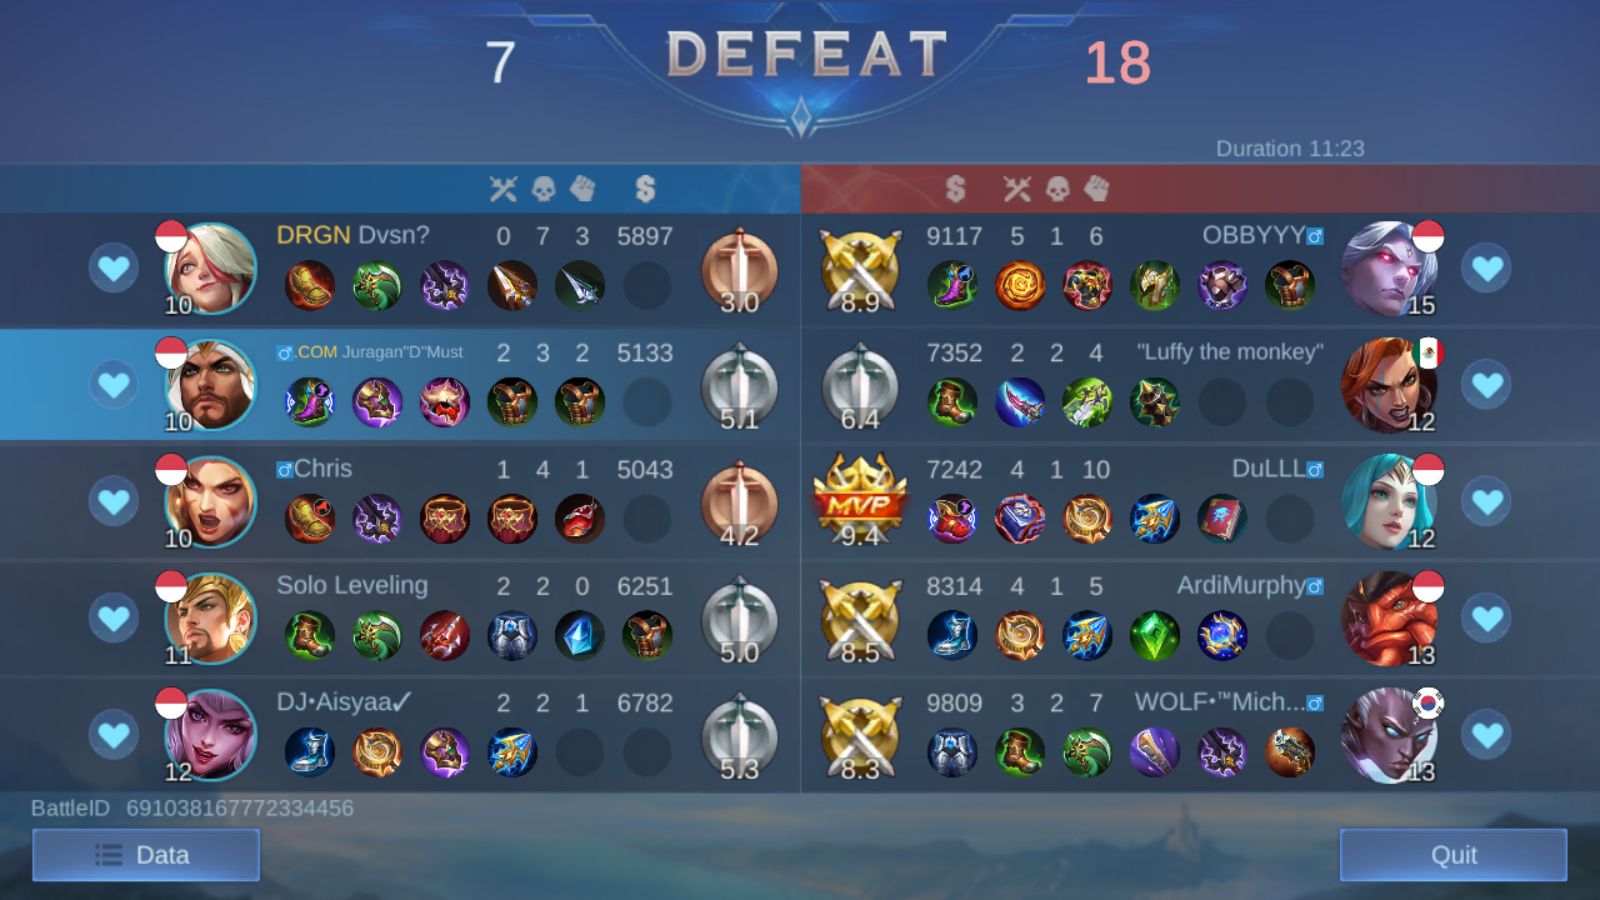 7 DEFEAT 18
Duration 11:23
DRGN Dvsn? 0 7 3 5897
10 3.0
9117 5 1 6 OBBYYY♂
8.9 15
♂.COM Juragan"D"Must 2 3 2 5133
10 5.1
7352 2 2 4 "Luffy the monkey"
6.4 12
♂Chris 1 4 1 5043
10 4.2
7242 4 1 10 DuLLL♂
MVP
9.4 12
Solo Leveling 2 2 0 6251
11 5.0
8314 4 1 5 ArdiMurphy♂
8.5 13
DJ•Aisyaa✓ 2 2 1 6782
12 5.3
9809 3 2 7 WOLF•™Mich...♂
8.3 13
BattleID 691038167772334456
Data
Quit